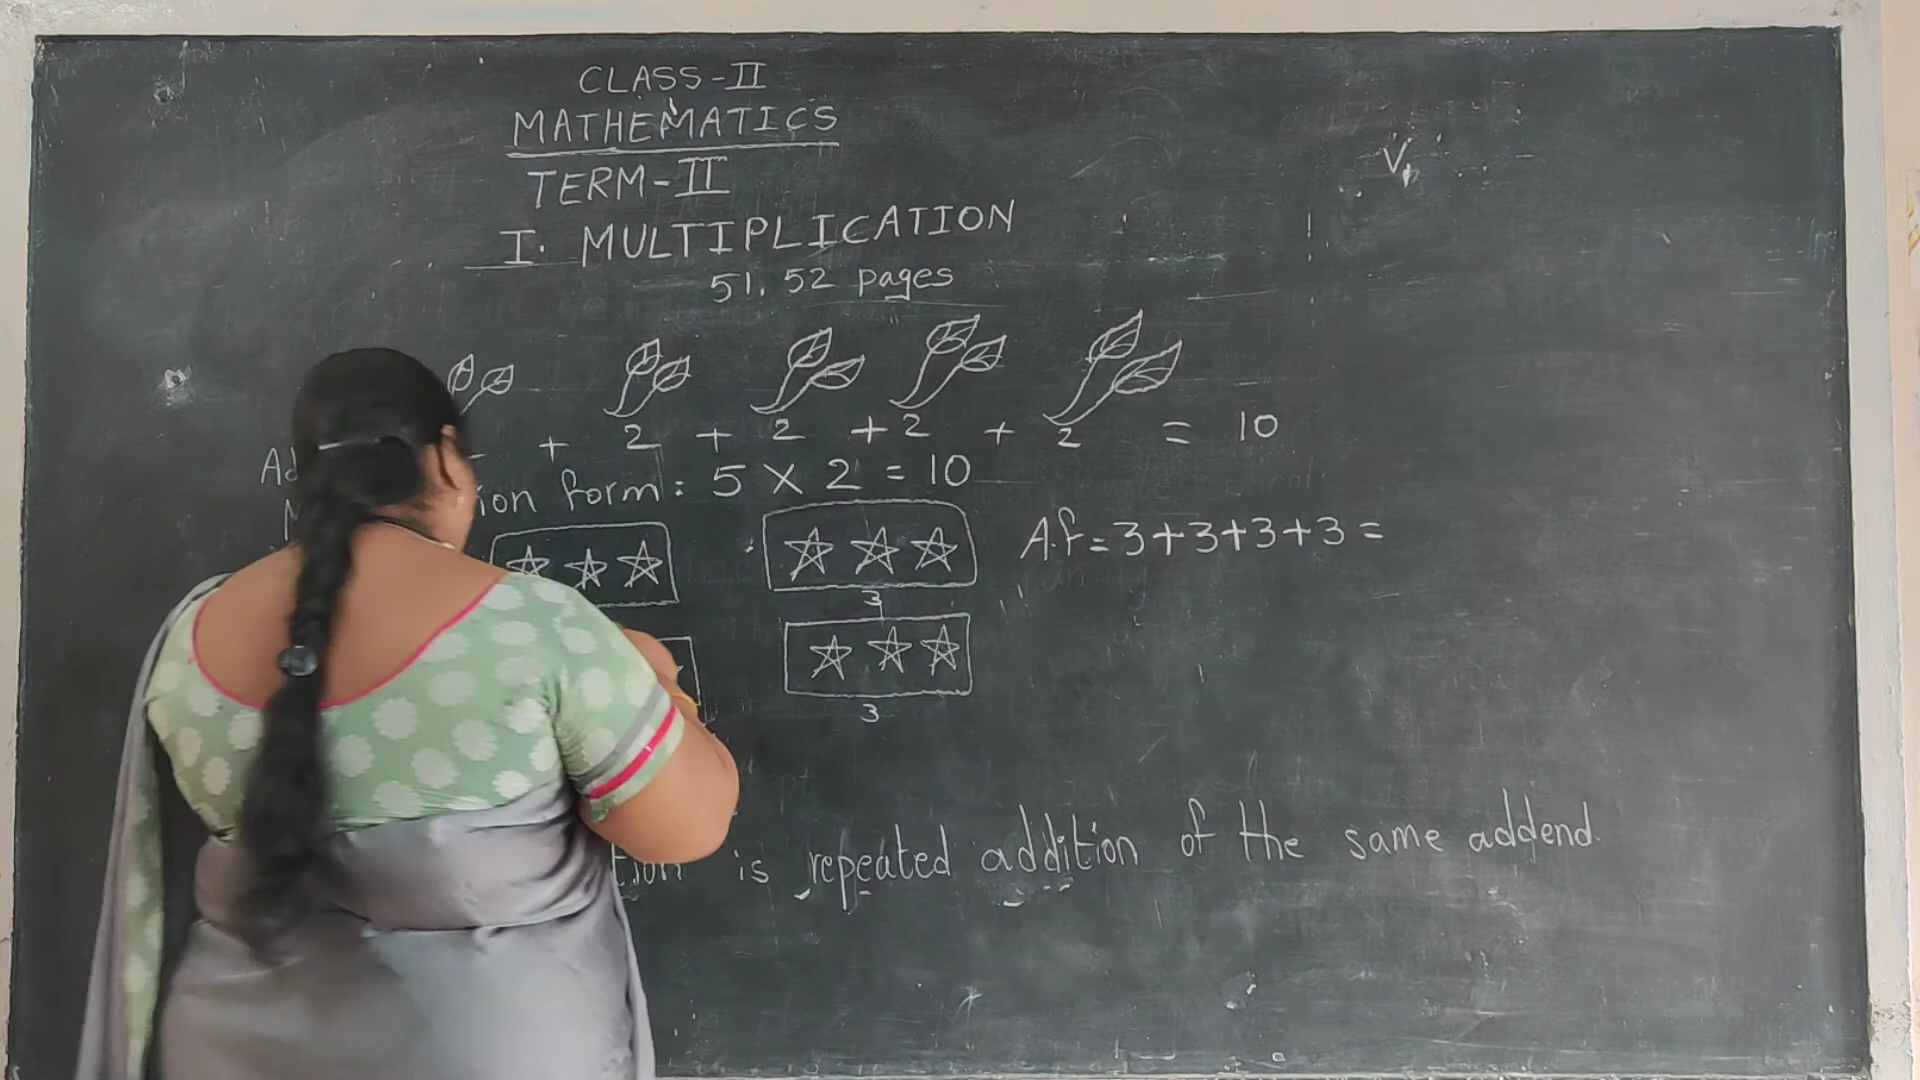 CLASS-II
MATHEMATICS
TERM-II
I. MULTIPLICATION
51, 52 pages
+ 2 + 2 + 2 + 2 = 10
form: 5 X 2 = 10
A.f = 3+3+3+3 =
3
3
is repeated addition of the same addend.